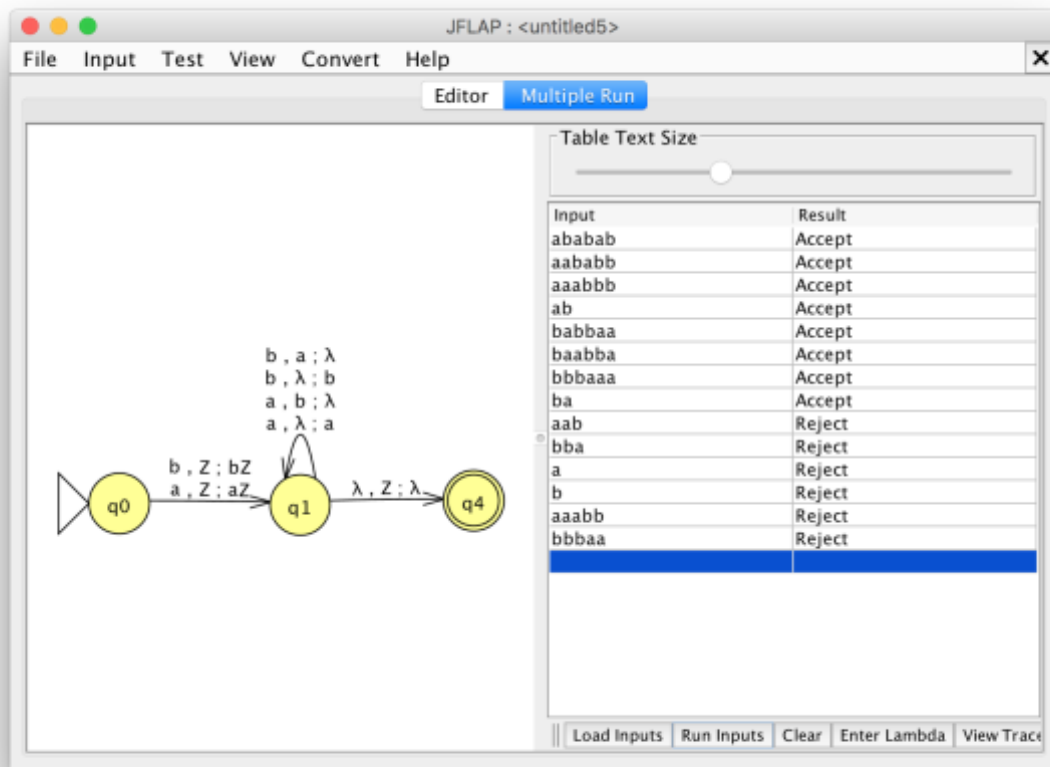 JFLAP : <untitled5>
File Input Test View Convert Help
Editor Multiple Run
b , a ; λ
b , λ ; b
a , b ; λ
a , λ ; a
b , Z ; bZ
a , Z ; aZ
λ , Z ; λ
q0
q1
q4
Table Text Size
Input Result
ababab Accept
aababb Accept
aaabbb Accept
ab Accept
babbaa Accept
baabba Accept
bbbaaa Accept
ba Accept
aab Reject
bba Reject
a Reject
b Reject
aaabb Reject
bbbaa Reject
Load Inputs Run Inputs Clear Enter Lambda View Trace